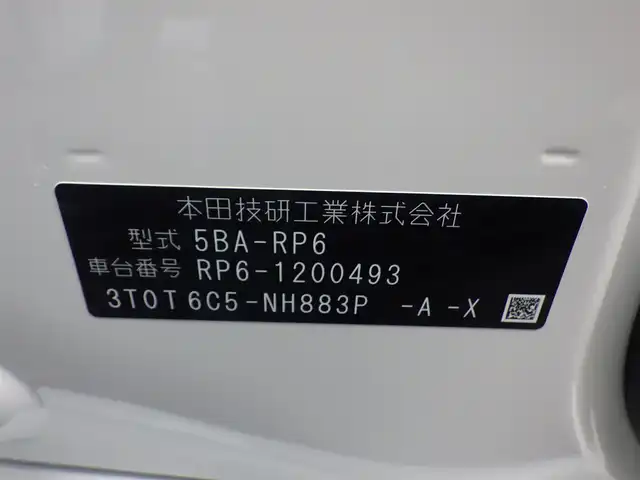 本田技研工業株式会社
型式 5BA-RP6
車台番号 RP6-1200493
3T0T6C5-NH883P -A -X